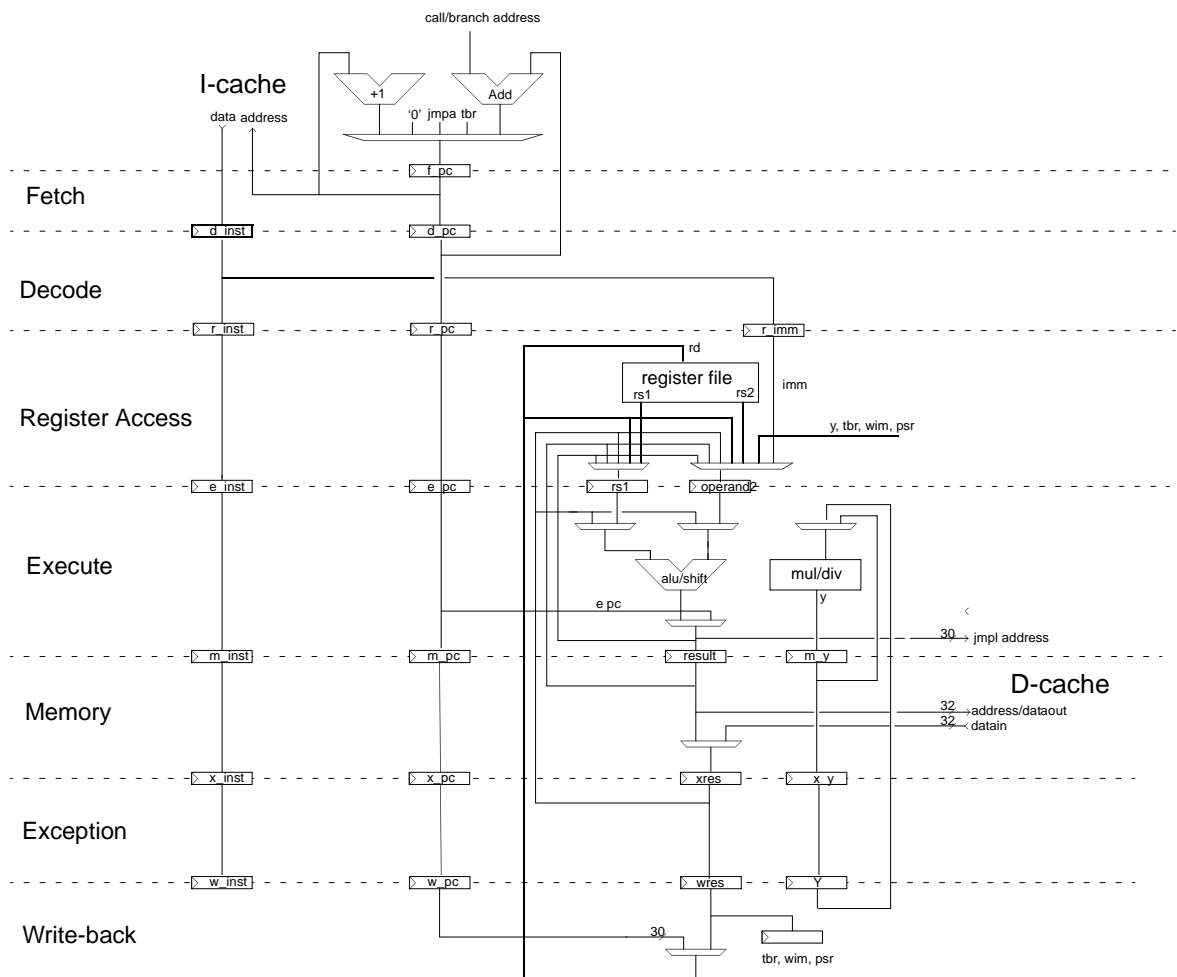 call/branch address
I-cache
+1
Add
data address
‘0’ jmpa tbr
f_pc
Fetch
d_inst
d_pc
Decode
r_inst
r_pc
r_imm
rd
register file
rs1
rs2
imm
Register Access
y, tbr, wim, psr
e_inst
e_pc
rs1
operand2
Execute
alu/shift
mul/div
y
e pc
30
jmpl address
m_inst
m_pc
result
m_y
D-cache
Memory
32
address/dataout
32
datain
x_inst
x_pc
xres
x_y
Exception
w_inst
w_pc
wres
Y
Write-back
30
tbr, wim, psr